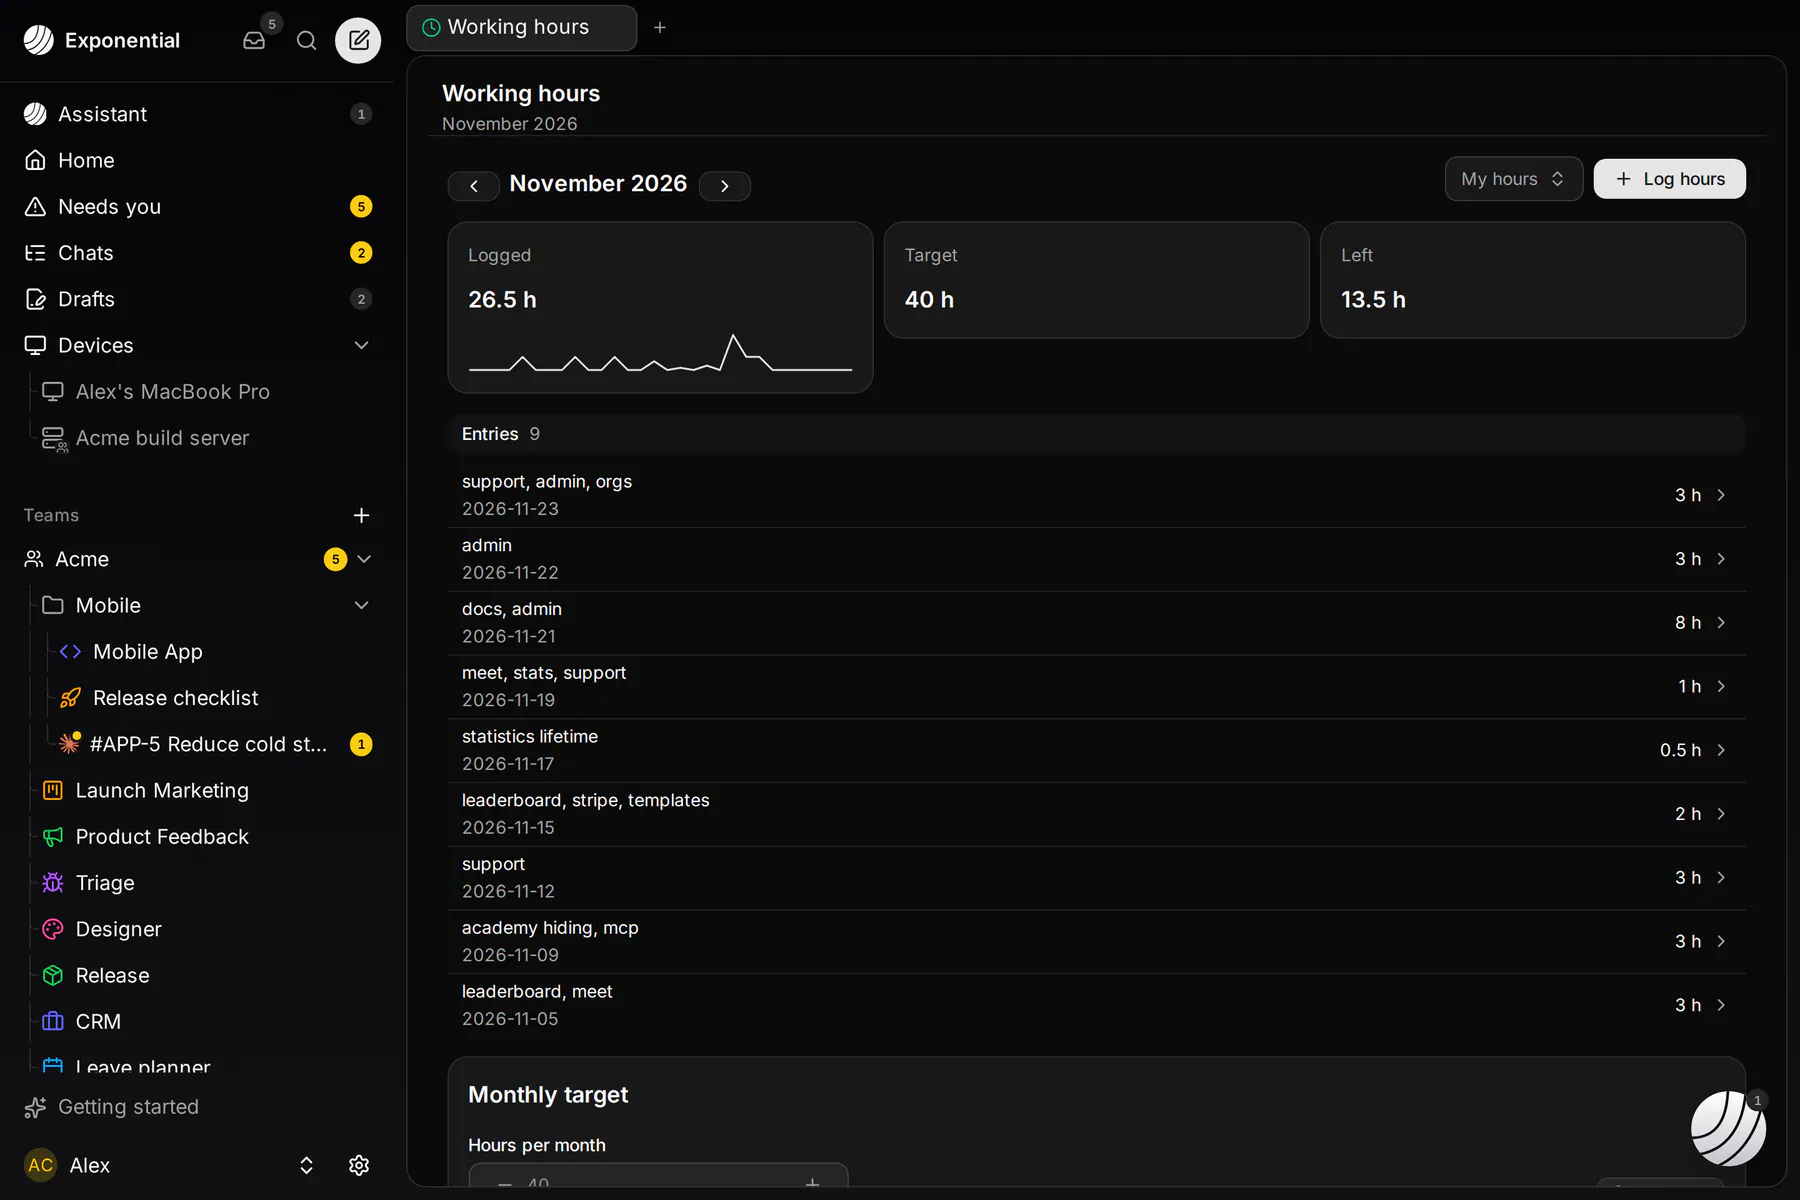 Exponential
5
Assistant
1
Home
Needs you
5
Chats
2
Drafts
2
Devices
Alex's MacBook Pro
Acme build server
Teams
Acme
5
Mobile
Mobile App
Release checklist
#APP-5 Reduce cold st...
1
Launch Marketing
Product Feedback
Triage
Designer
Release
CRM
Leave planner
Getting started
AC
Alex
Working hours
Working hours
November 2026
November 2026
My hours
Log hours
Logged
26.5 h
Target
40 h
Left
13.5 h
Entries 9
support, admin, orgs
2026-11-23
3 h
admin
2026-11-22
3 h
docs, admin
2026-11-21
8 h
meet, stats, support
2026-11-19
1 h
statistics lifetime
2026-11-17
0.5 h
leaderboard, stripe, templates
2026-11-15
2 h
support
2026-11-12
3 h
academy hiding, mcp
2026-11-09
3 h
leaderboard, meet
2026-11-05
3 h
Monthly target
Hours per month
40
1